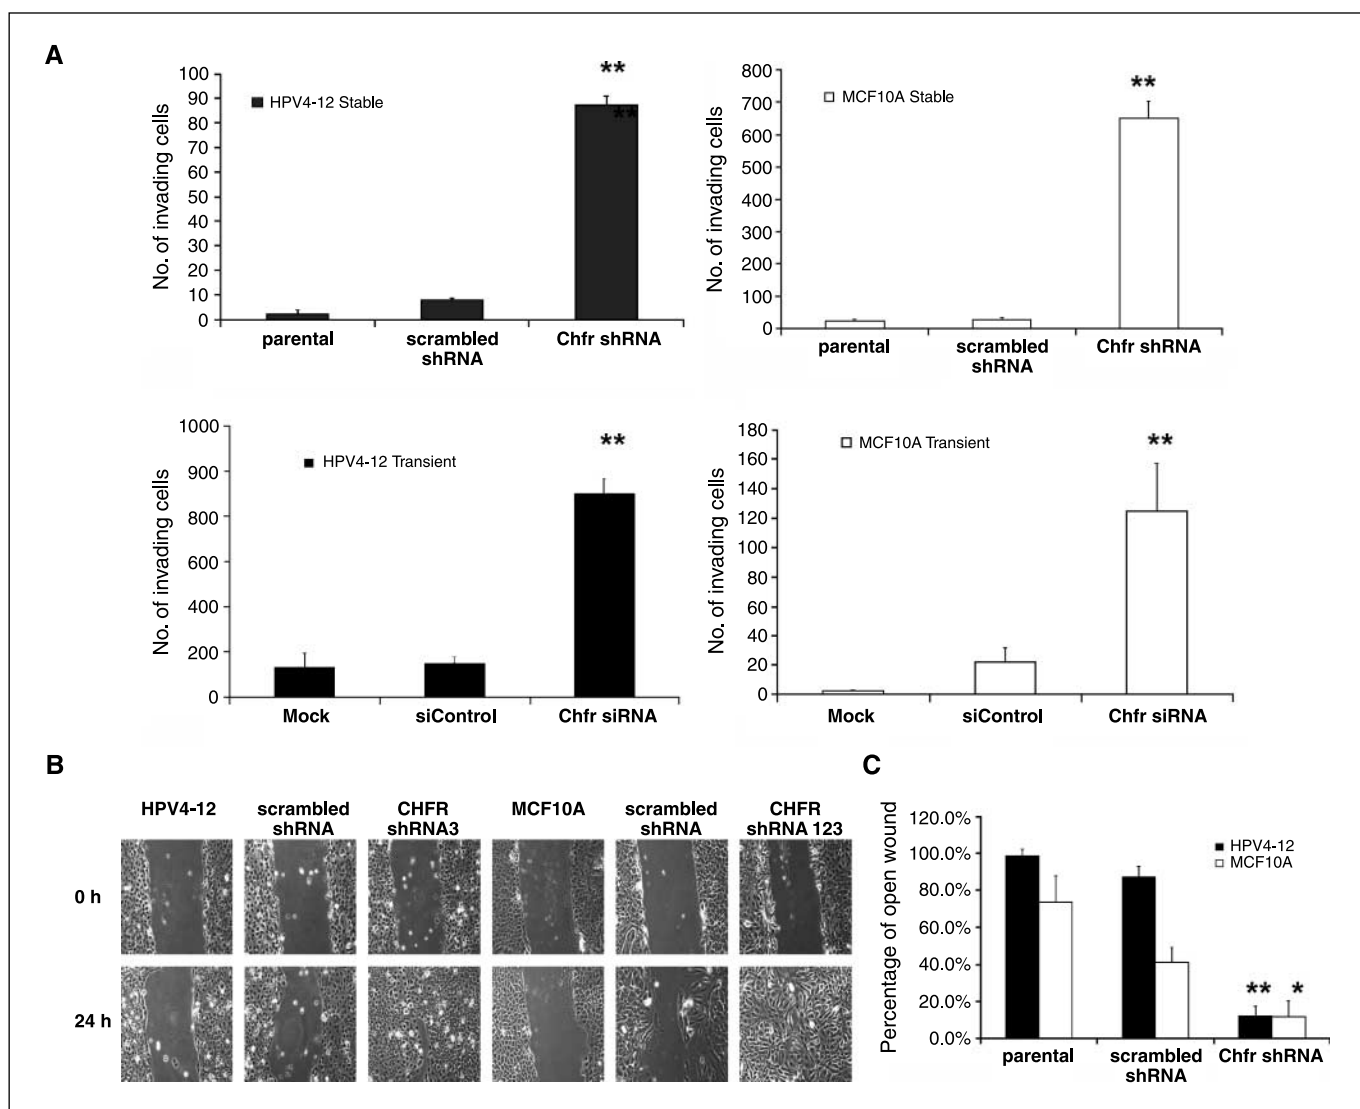 A
100
90
80
70
60
50
40
30
20
10
0
No. of invading cells
HPV4-12 Stable
**
**
parental
scrambled
shRNA
Chfr shRNA
800
700
600
500
400
300
200
100
0
No. of invading cells
MCF10A Stable
**
parental
scrambled
shRNA
Chfr shRNA
1000
900
800
600
400
200
0
No. of invading cells
HPV4-12 Transient
**
Mock
siControl
Chfr siRNA
180
160
140
120
100
80
60
40
20
0
No. of invading cells
MCF10A Transient
**
Mock
siControl
Chfr siRNA
B
HPV4-12
scrambled
shRNA
CHFR
shRNA3
MCF10A
scrambled
shRNA
CHFR
shRNA 123
0 h
24 h
C
120.0%
100.0%
80.0%
60.0%
40.0%
20.0%
0.0%
Percentage of open wound
HPV4-12
MCF10A
** *
parental
scrambled
shRNA
Chfr shRNA